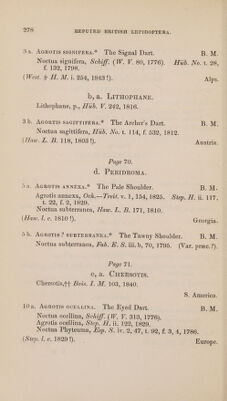 278 REPUTED BRITISH LEPIDOPTERA.
3 a. Agrotis signifera.* The Signal Dart. B. M.
Noctua signifera, Schiff. (W. V. 80, 1776). Hüb. No. t. 28,
f. 132, 1798.
(West. & H. M. i. 254, 1843!). Alps.
b, a. Lithophane.
Lithophane, p., Hüb. V. 242, 1816.
3 b. Agrotis sagittifera.* The Archer's Dart. B. M.
Noctua sagittifera, Hüb. No. t. 114, f. 532, 1812.
(Haw. L. B. 118, 1803!). Austria.
Page 70.
d. Peridroma.
5 a. Agrotis annexa.* The Pale Shoulder. B. M.
Agrotis annexa, Och.—Treit. v. 1, 154, 1825. Step. H. ii. 117,
t. 22, f. 2, 1829.
Noctua subterranea, Haw. L. B. 171, 1810.
(Haw. l. c. 1810!). Georgia.
5 b. Agrotis? subterranea.* The Tawny Shoulder. B. M.
Noctua subterranea, Fab. E. S. iii. b, 70, 1795. (Var. præc.?).
Page 71.
e, a. Chersotis.
Chersotis,†† Bois. I. M. 103, 1840.
S. America.
10 a. Agrotis ocellina. The Eyed Dart. B. M.
Noctua ocellina, Schiff. (W. V. 313, 1776).
Agrotis ocellina, Step. H. ii. 122, 1829.
Noctua Phyteuma, Esp. S. iv. 2, 47, t. 92, f. 3, 4, 1786.
(Step. l. c. 1829!). Europe.